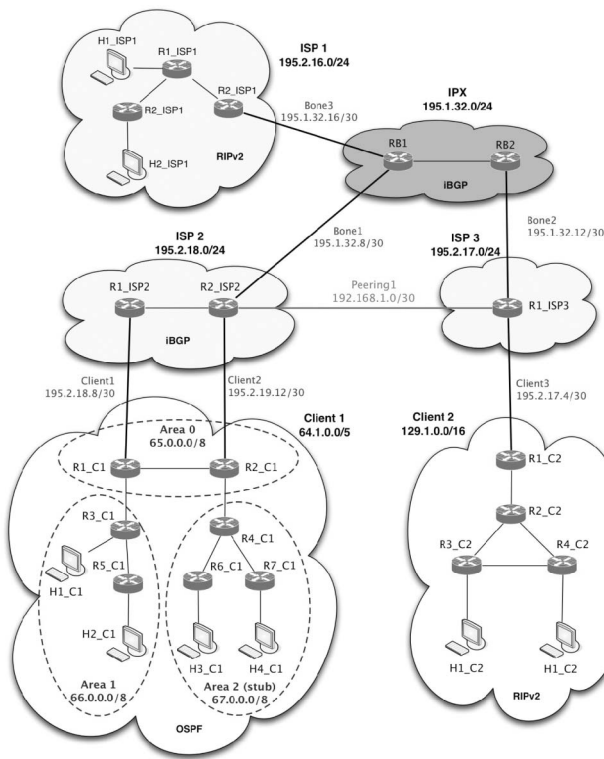 ISP 1
195.2.16.0/24
H1_ISP1
R1_ISP1
R2_ISP1
R2_ISP1
H2_ISP1
RIPv2
Bone3
195.1.32.16/30
IPX
195.1.32.0/24
RB1
RB2
iBGP
Bone1
195.1.32.8/30
Bone2
195.1.32.12/30
ISP 2
195.2.18.0/24
R1_ISP2
R2_ISP2
iBGP
Peering1
192.168.1.0/30
ISP 3
195.2.17.0/24
R1_ISP3
Client1
195.2.18.8/30
Client2
195.2.19.12/30
Client3
195.2.17.4/30
Client 1
64.1.0.0/5
Area 0
65.0.0.0/8
R1_C1
R2_C1
R3_C1
R5_C1
H1_C1
H2_C1
Area 1
66.0.0.0/8
R4_C1
R6_C1
R7_C1
H3_C1
H4_C1
Area 2 (stub)
67.0.0.0/8
OSPF
Client 2
129.1.0.0/16
R1_C2
R2_C2
R3_C2
R4_C2
H1_C2
H1_C2
RIPv2